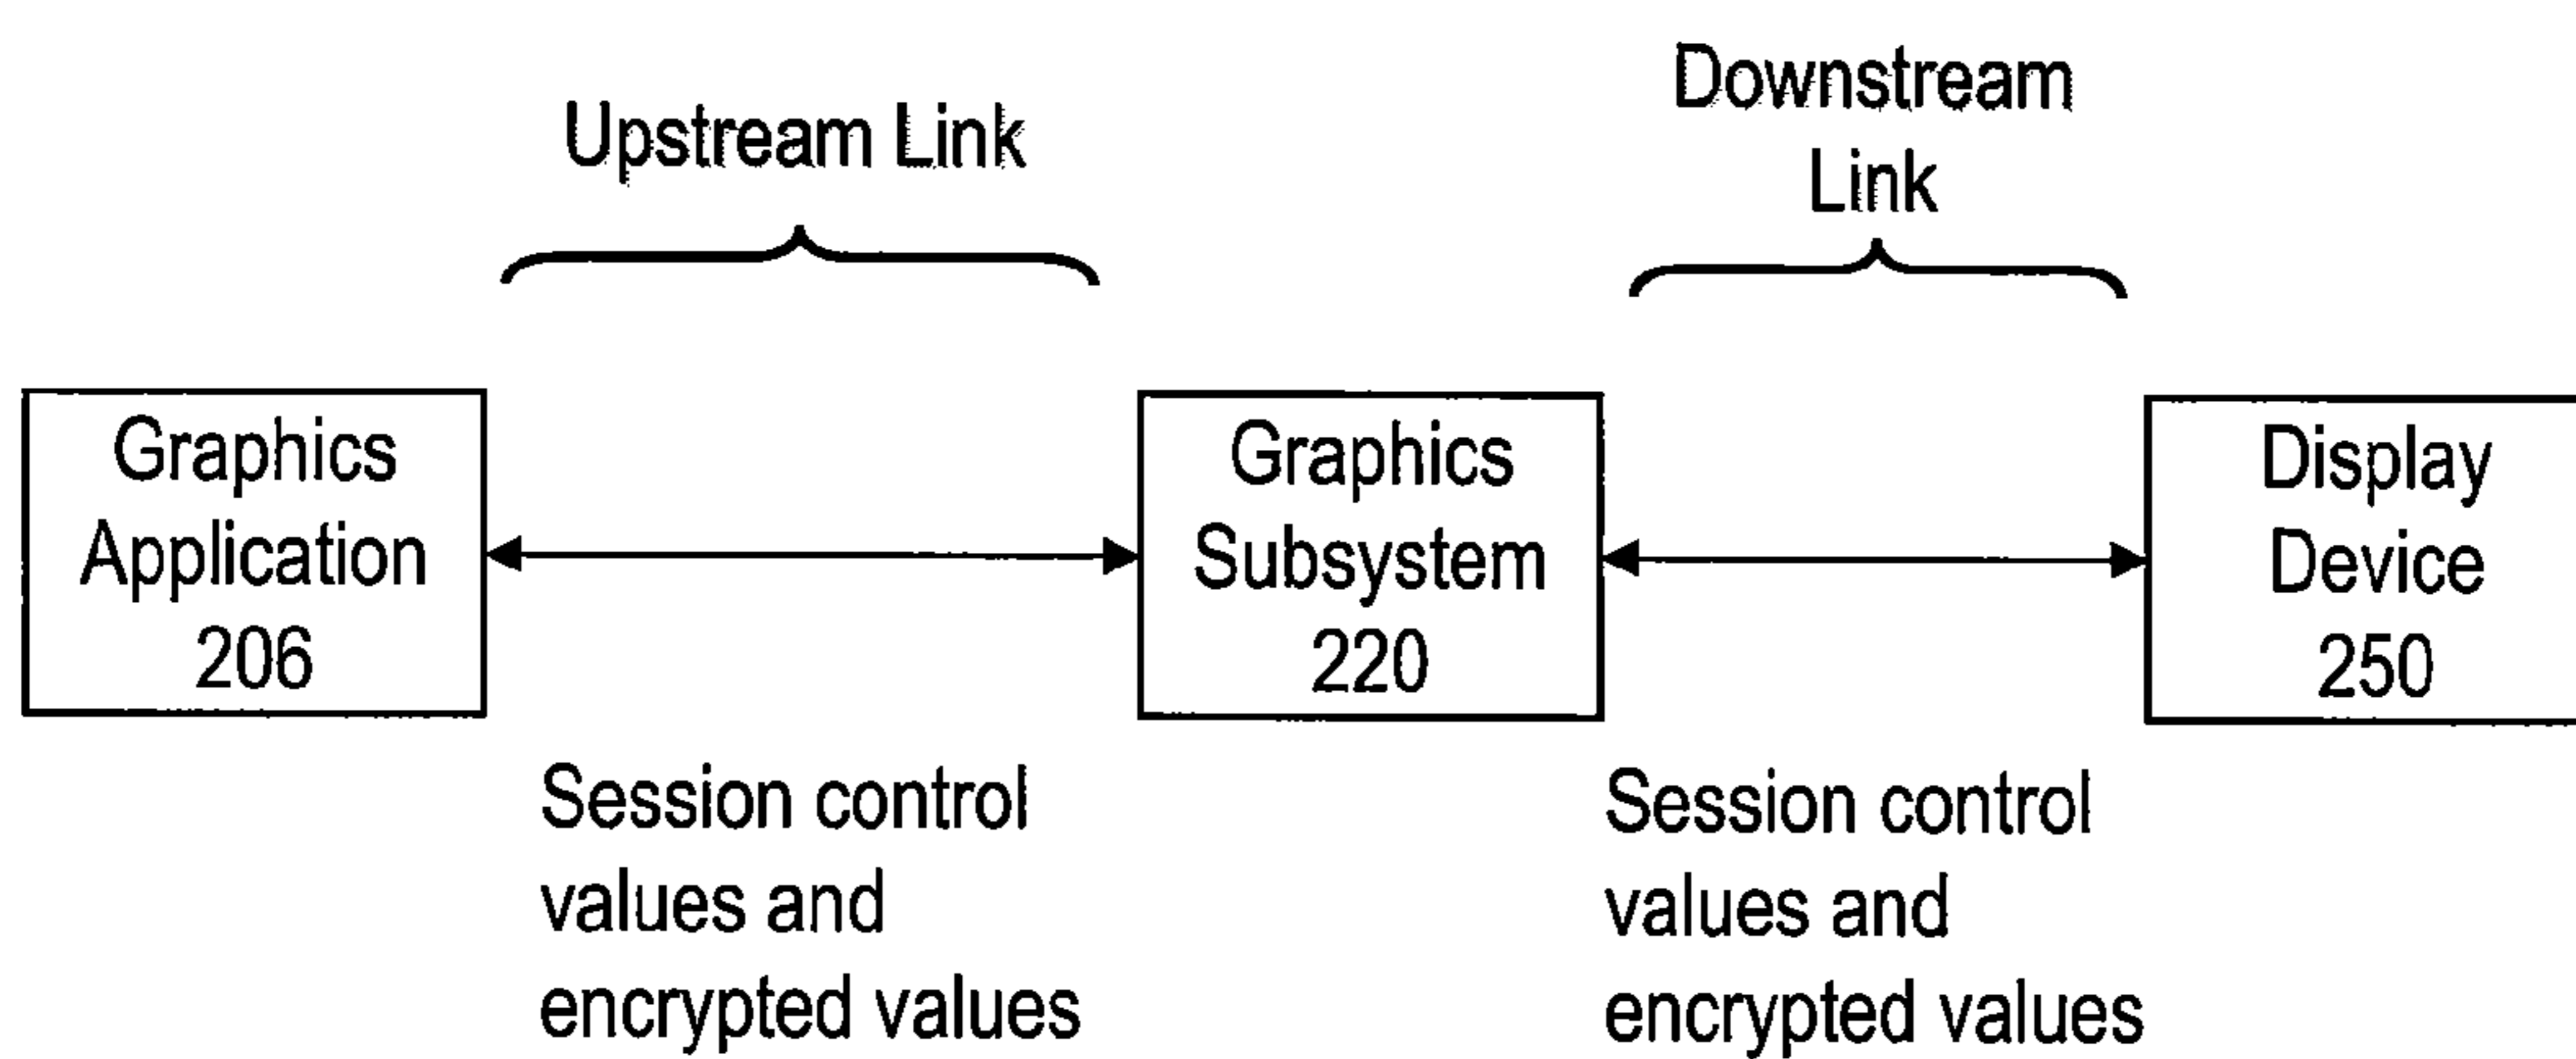 Upstream Link
Downstream
Link
Graphics
Application
206
Graphics
Subsystem
220
Display
Device
250
Session control
values and
encrypted values
Session control
values and
encrypted values